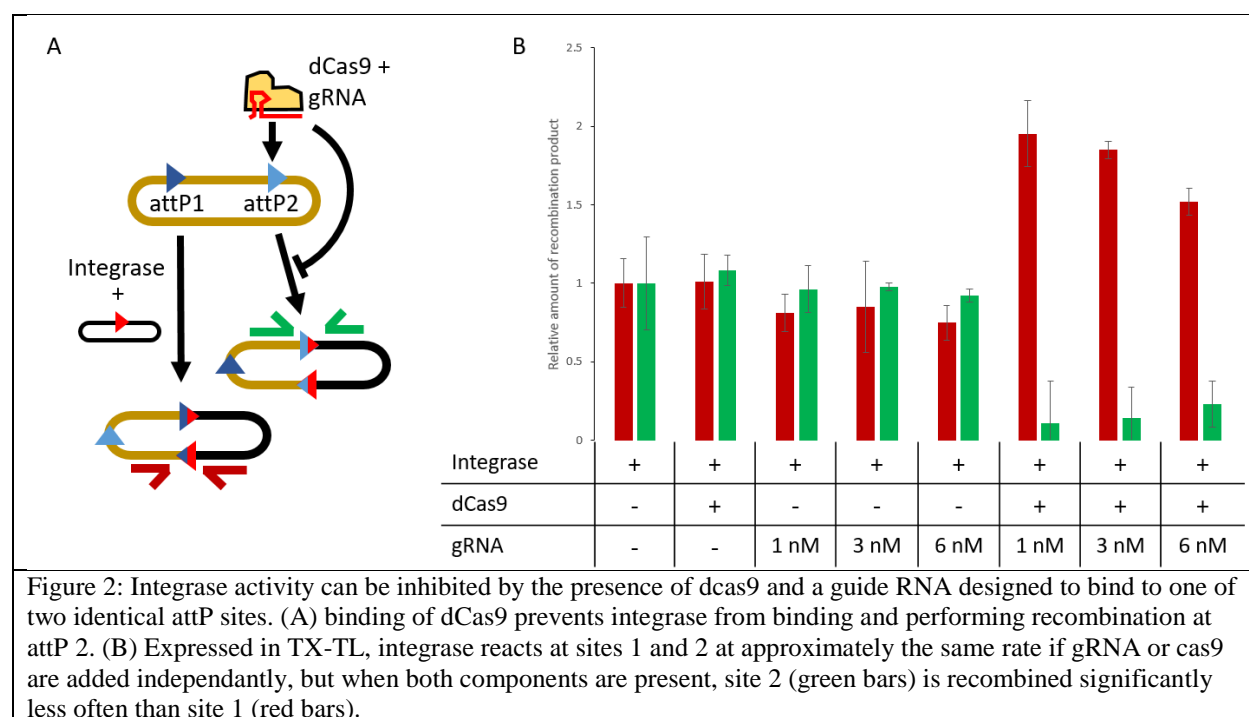 A
dCas9 +
gRNA
attP1
attP2
Integrase
+
B
Relative amount of recombination product
2.5
2
1.5
1
0.5
0
Integrase + + + + + + + +
dCas9 - + - - - + + +
gRNA - - 1 nM 3 nM 6 nM 1 nM 3 nM 6 nM
Figure 2: Integrase activity can be inhibited by the presence of dcas9 and a guide RNA designed to bind to one of
two identical attP sites. (A) binding of dCas9 prevents integrase from binding and performing recombination at
attP 2. (B) Expressed in TX-TL, integrase reacts at sites 1 and 2 at approximately the same rate if gRNA or cas9
are added independantly, but when both components are present, site 2 (green bars) is recombined significantly
less often than site 1 (red bars).